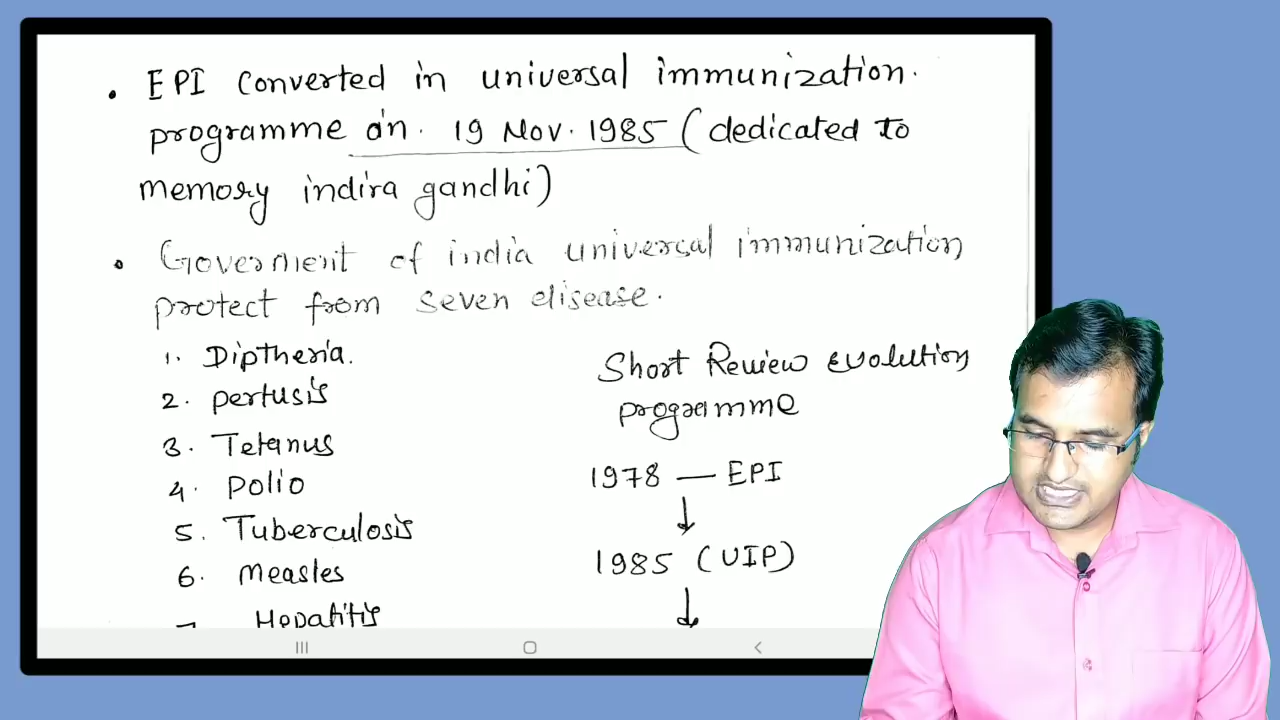 • EPI Converted in universal immunization.
programme on. 19 Nov. 1985 (dedicated to
memory indira gandhi)
• Goverment of india universal immunization
protect from seven disease.
1. Diptheria.
2. pertusis
3. Tetanus
4. polio
5. Tuberculosis
6. Measles
7 Hepatitis
Short Review evolution
programme
1978 — EPI
↓
1985 (UIP)
↓